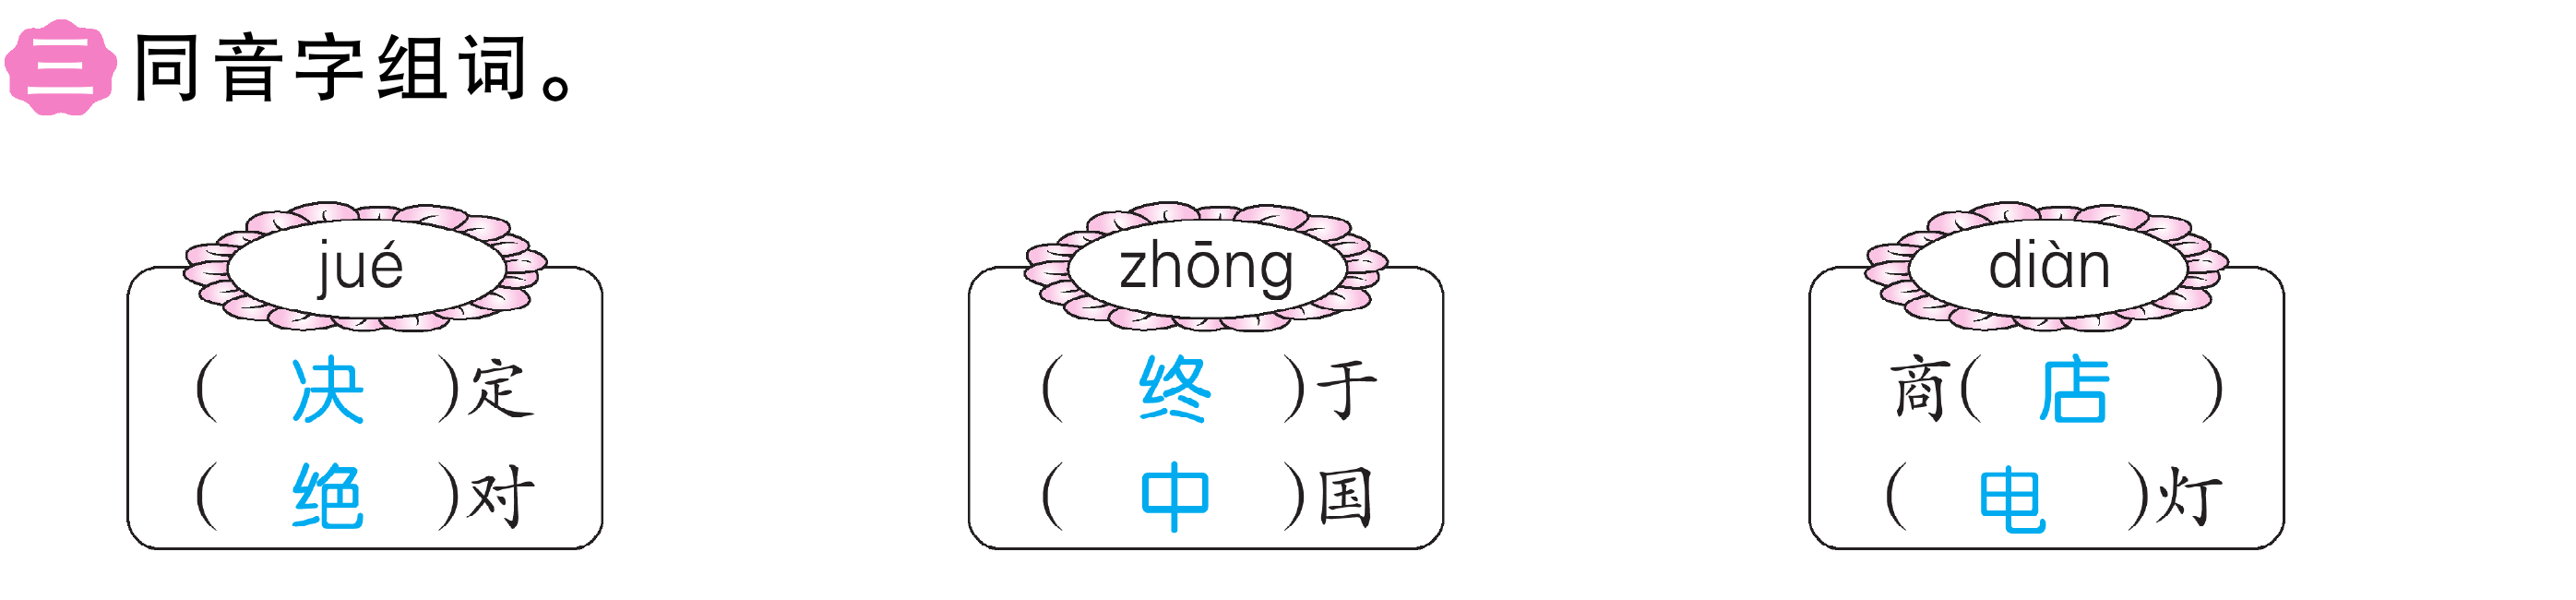 三 同音字组词。
jué
( 决 )定
( 绝 )对
zhōng
( 终 )于
( 中 )国
diàn
商( 店 )
( 电 )灯